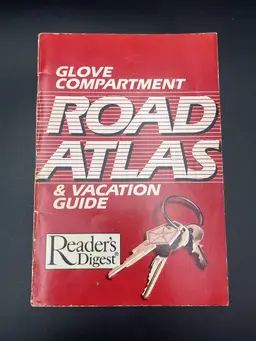 GLOVE
COMPARTMENT
ROAD
ATLAS
& VACATION
GUIDE
Reader's
Digest®